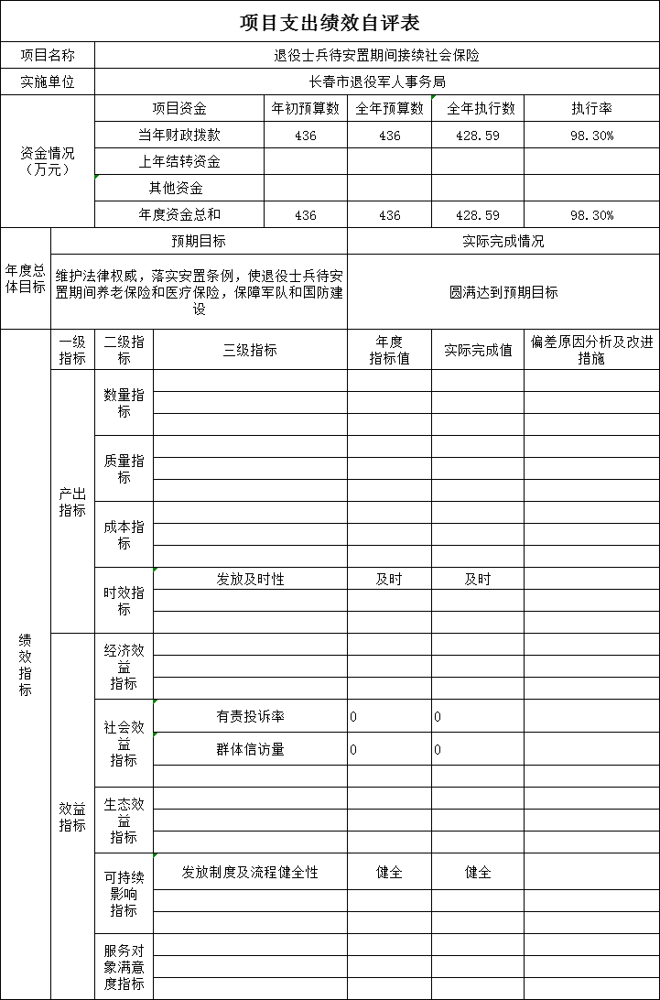 项目支出绩效自评表
项目名称 退役士兵待安置期间接续社会保险
实施单位 长春市退役军人事务局
资金情况
（万元）
项目资金 年初预算数 全年预算数 全年执行数 执行率
当年财政拨款 436 436 428.59 98.30%
上年结转资金
其他资金
年度资金总和 436 436 428.59 98.30%
年度总
体目标
预期目标 实际完成情况
维护法律权威，落实安置条例，使退役士兵待安
置期间养老保险和医疗保险，保障军队和国防建
设
圆满达到预期目标
绩
效
指
标
一级
指标
二级指
标
三级指标
年度
指标值
实际完成值
偏差原因分析及改进
措施
产出
指标
数量指
标
质量指
标
成本指
标
时效指
标
发放及时性 及时 及时
效益
指标
经济效
益
指标
社会效
益
指标
有责投诉率 0 0
群体信访量 0 0
生态效
益
指标
可持续
影响
指标
发放制度及流程健全性 健全 健全
服务对
象满意
度指标